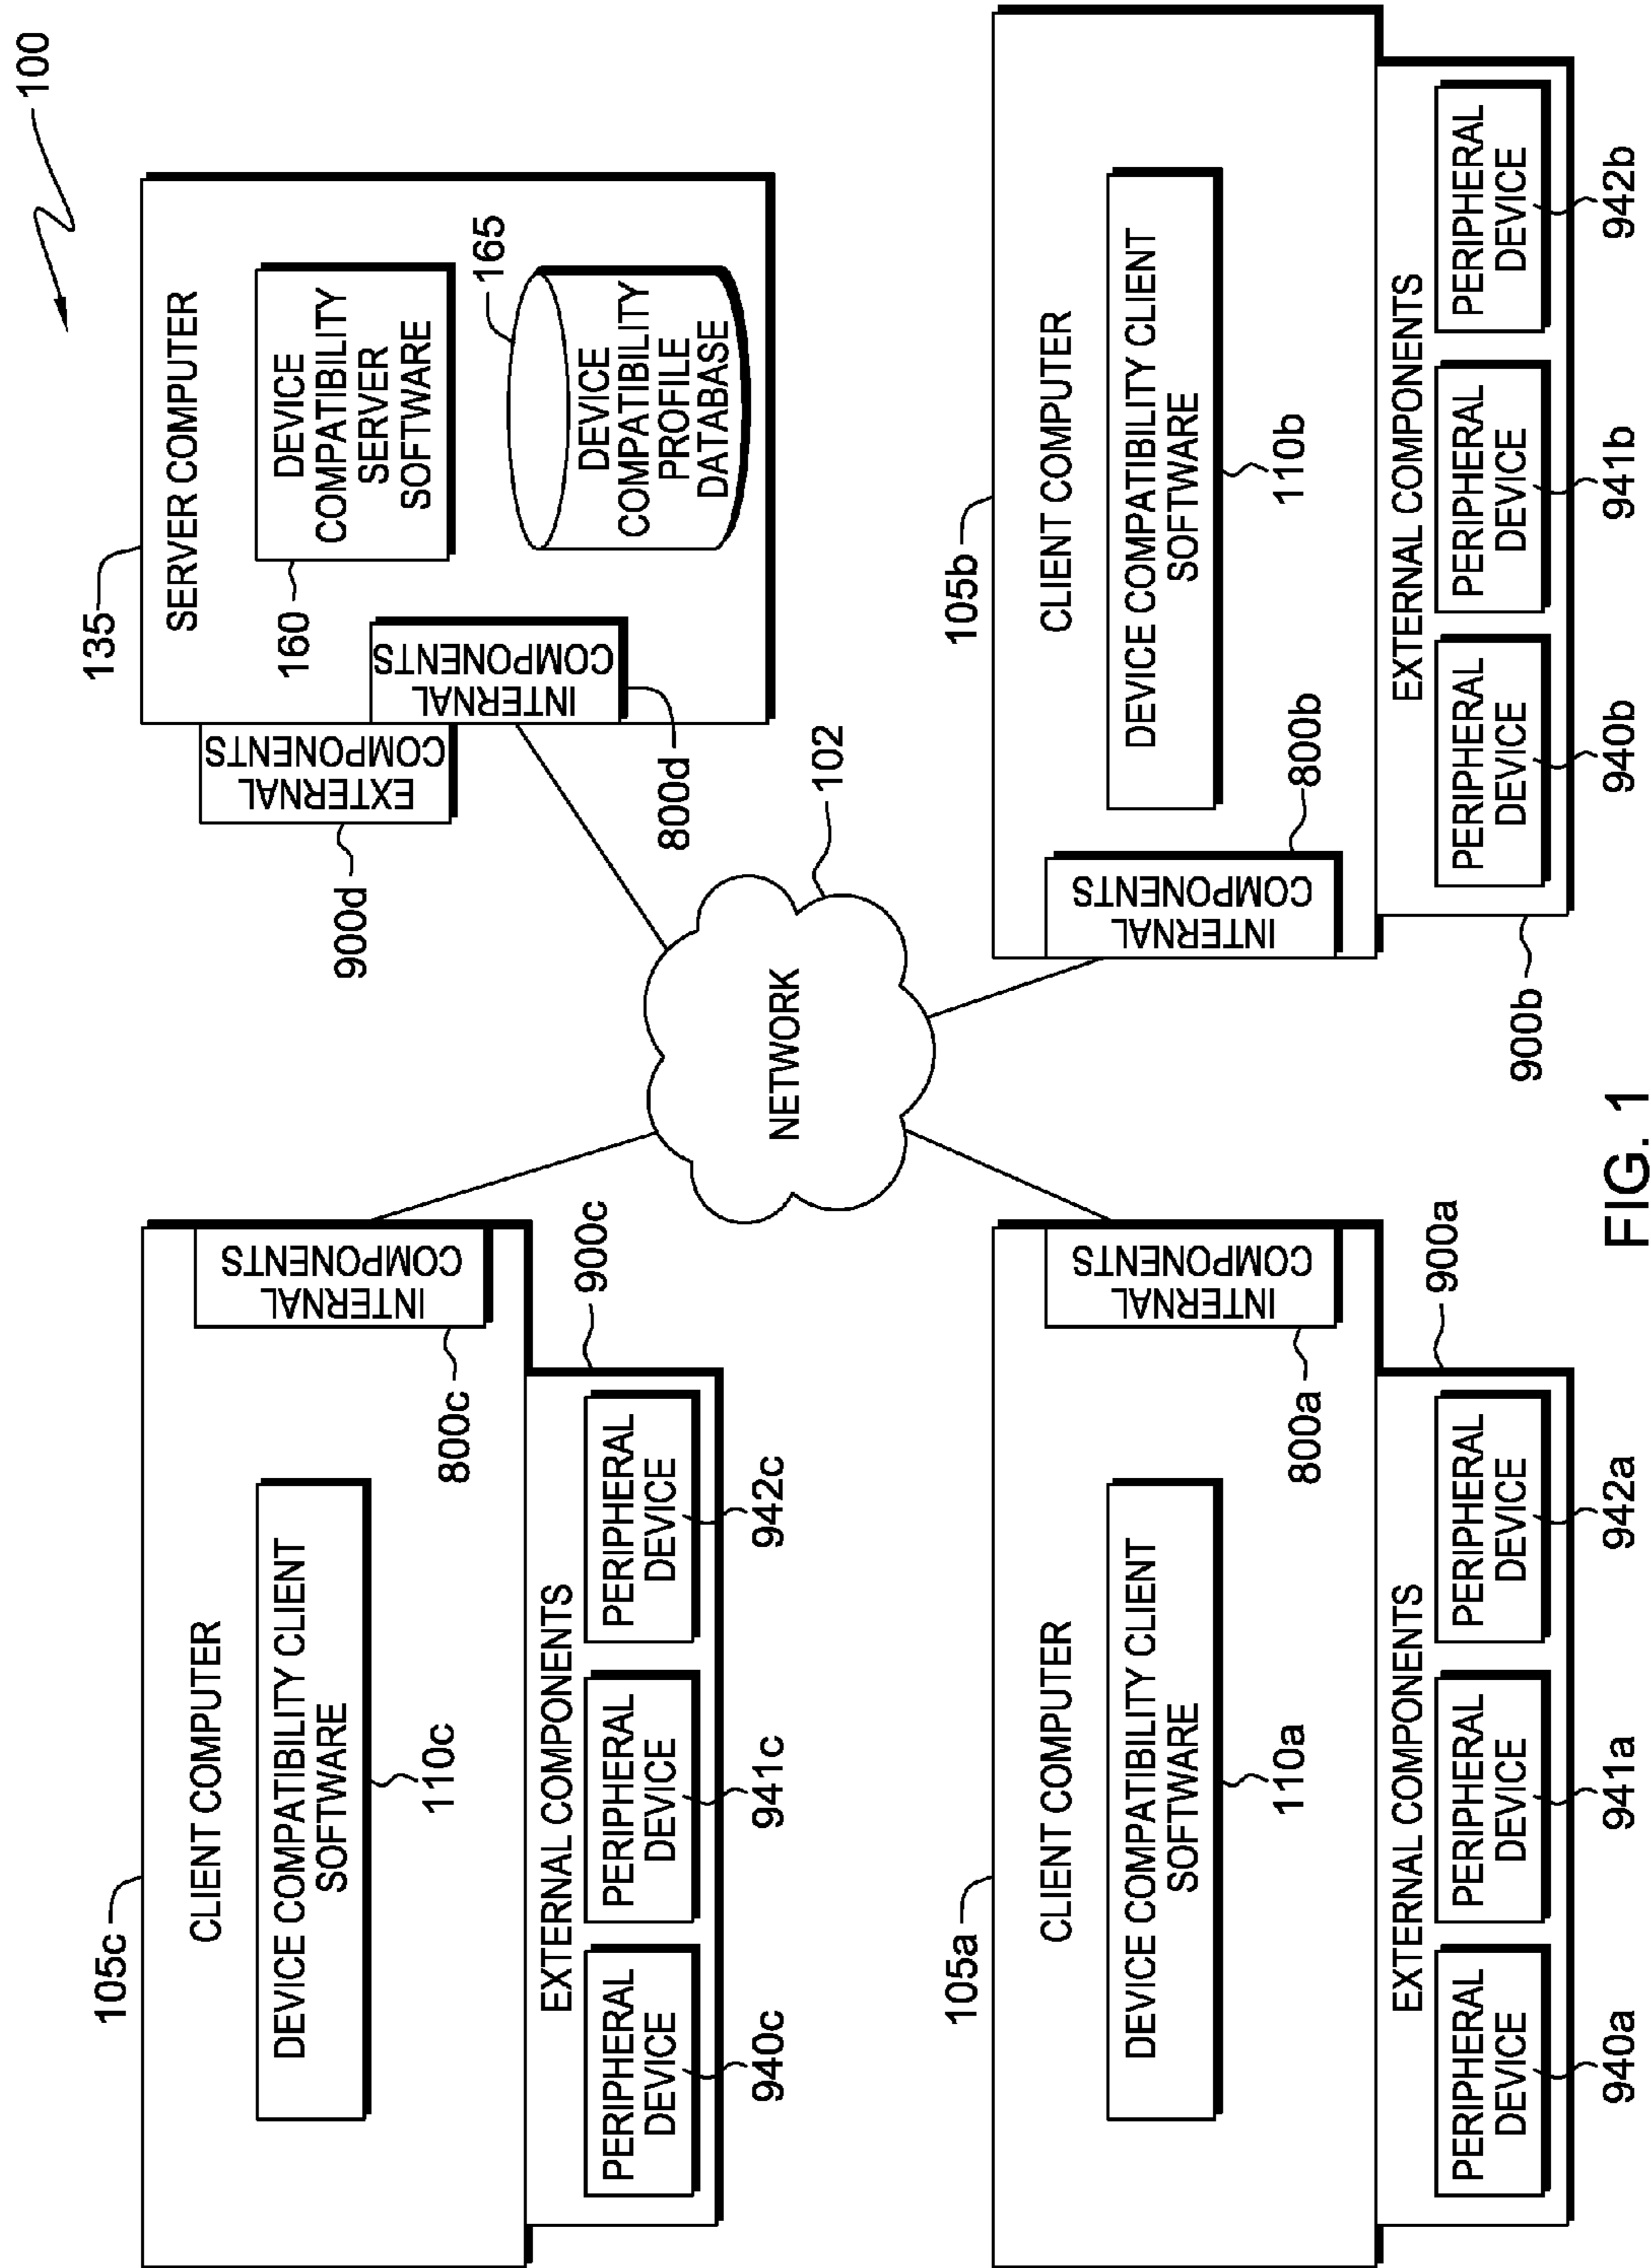 100
105c
CLIENT COMPUTER
DEVICE COMPATIBILITY CLIENT
SOFTWARE
110c
INTERNAL
COMPONENTS
800c
900c
EXTERNAL COMPONENTS
PERIPHERAL
DEVICE
940c
PERIPHERAL
DEVICE
941c
PERIPHERAL
DEVICE
942c
135
SERVER COMPUTER
DEVICE
COMPATIBILITY
SERVER
SOFTWARE
160
165
DEVICE
COMPATIBILITY
PROFILE
DATABASE
EXTERNAL
COMPONENTS
900d
INTERNAL
COMPONENTS
800d
NETWORK
102
105a
CLIENT COMPUTER
DEVICE COMPATIBILITY CLIENT
SOFTWARE
110a
INTERNAL
COMPONENTS
800a
900a
EXTERNAL COMPONENTS
PERIPHERAL
DEVICE
940a
PERIPHERAL
DEVICE
941a
PERIPHERAL
DEVICE
942a
105b
CLIENT COMPUTER
DEVICE COMPATIBILITY CLIENT
SOFTWARE
110b
INTERNAL
COMPONENTS
800b
900b
EXTERNAL COMPONENTS
PERIPHERAL
DEVICE
940b
PERIPHERAL
DEVICE
941b
PERIPHERAL
DEVICE
942b
FIG. 1